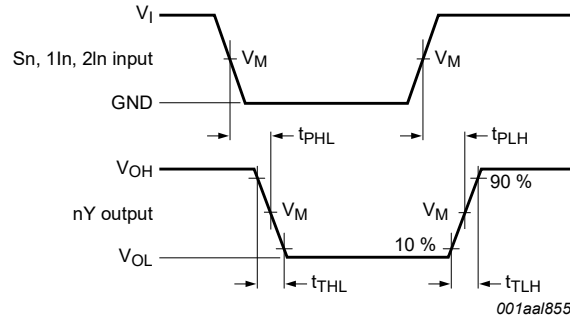 V_I
Sn, 1In, 2In input
V_M
V_M
GND
t_PHL
t_PLH
V_OH
90 %
nY output
V_M
V_M
10 %
V_OL
t_THL
t_TLH
001aal855